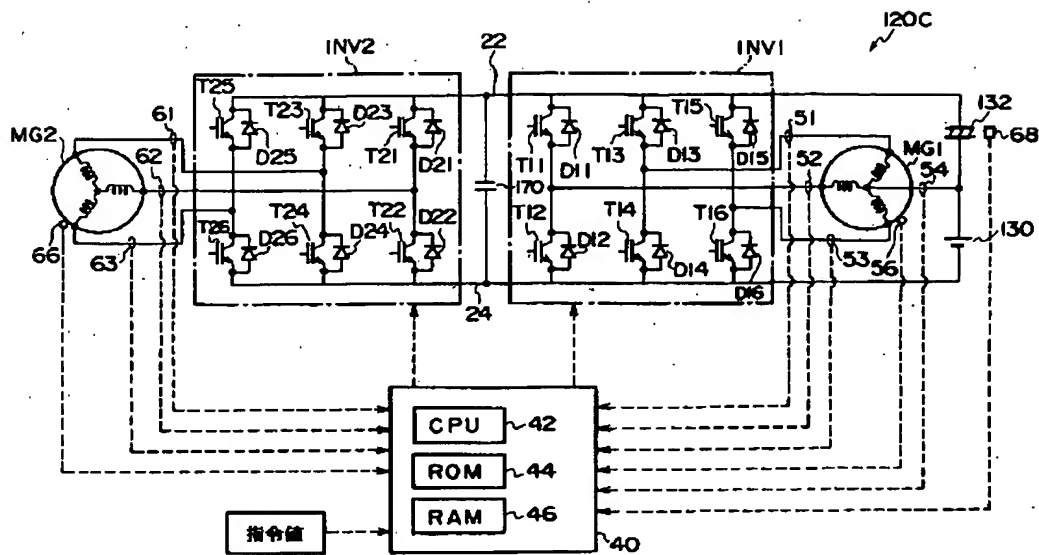 120C
INV2
22
INV1
T25
T23
D23
T15
51
132
68
MG2
61
D25
T21
D21
T11
D11
T13
D13
D15
52
MG1
54
62
170
T26
T24
T22
D22
T12
T14
T16
130
66
63
D26
D24
D12
D14
53
56
24
D16
CPU
42
ROM
44
RAM
46
指令値
40